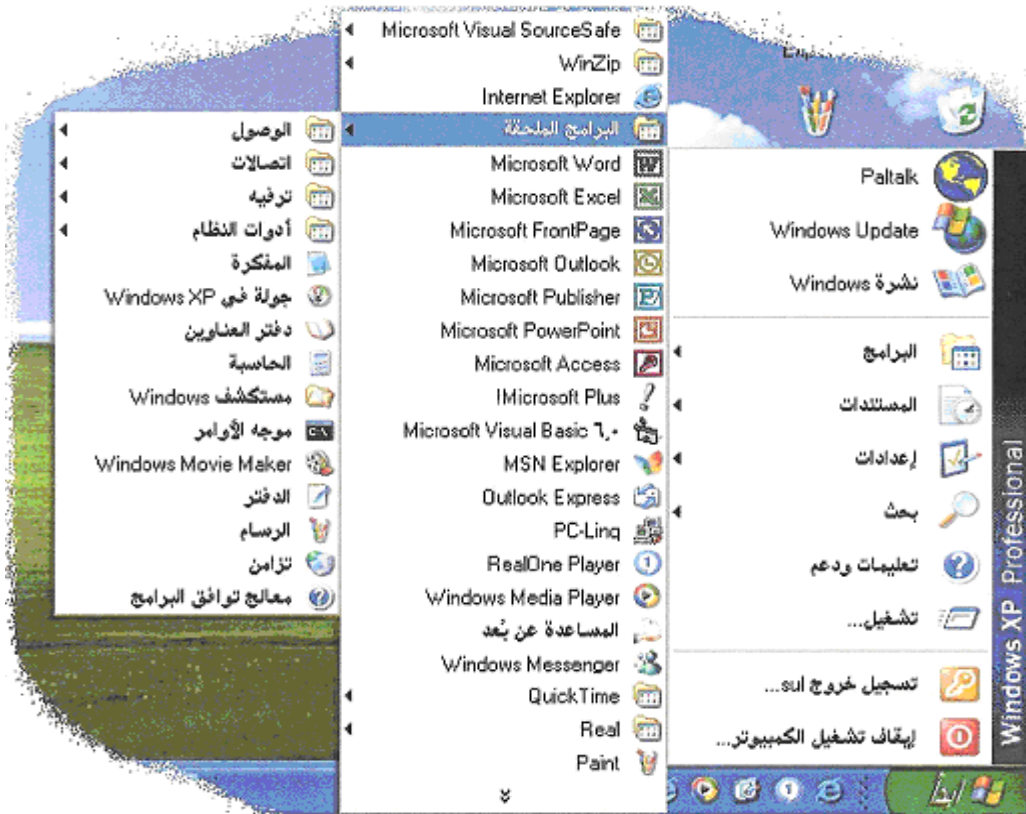 Paltalk
Windows Update
نشرة Windows
البرامج
المستندات
إعدادات
بحث
تعليمات ودعم
تشغيل...
تسجيل خروج sul...
إيقاف تشغيل الكمبيوتر...
Windows XP Professional
ابدأ
Microsoft Visual SourceSafe
WinZip
Internet Explorer
البرامج الملحقة
Microsoft Word
Microsoft Excel
Microsoft FrontPage
Microsoft Outlook
Microsoft Publisher
Microsoft PowerPoint
Microsoft Access
!Microsoft Plus
Microsoft Visual Basic ٦,٠
MSN Explorer
Outlook Express
PC-Linq
RealOne Player
Windows Media Player
المساعدة عن بُعد
Windows Messenger
QuickTime
Real
Paint
الوصول
اتصالات
ترفيه
أدوات النظام
المفكرة
جولة في Windows XP
دفتر العناوين
الحاسبة
مستكشف Windows
موجه الأوامر
Windows Movie Maker
الدفتر
الرسام
تزامن
معالج توافق البرامج